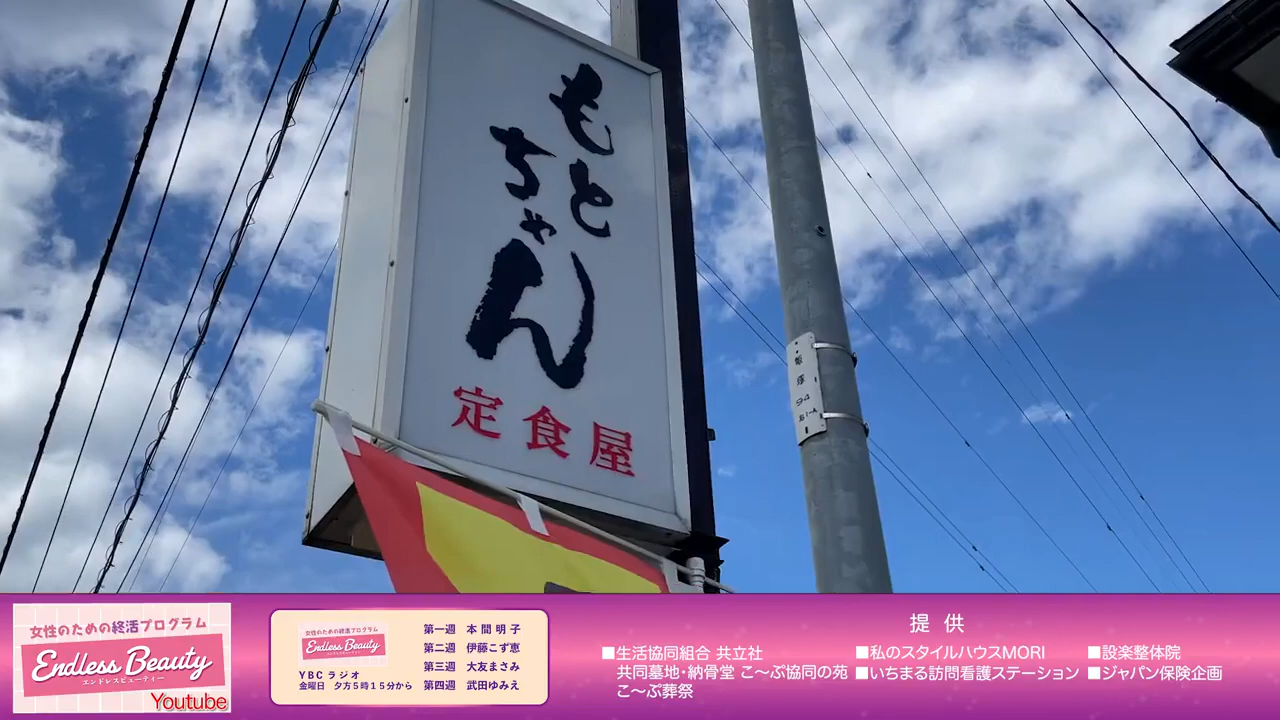 もと
ちゃん
定食屋
飯塚
94
女性のための終活プログラム
Endless Beauty
エンドレスビューティー
Youtube
女性のための終活プログラム
Endless Beauty
YBCラジオ
金曜日 夕方5時15分から
第一週 本間明子
第二週 伊藤こず恵
第三週 大友まさみ
第四週 武田ゆみえ
提供
■生活協同組合 共立社
共同墓地･納骨堂 こ～ぷ協同の苑
こ～ぷ葬祭
■私のスタイルハウスMORI
■いちまる訪問看護ステーション
■設楽整体院
■ジャパン保険企画